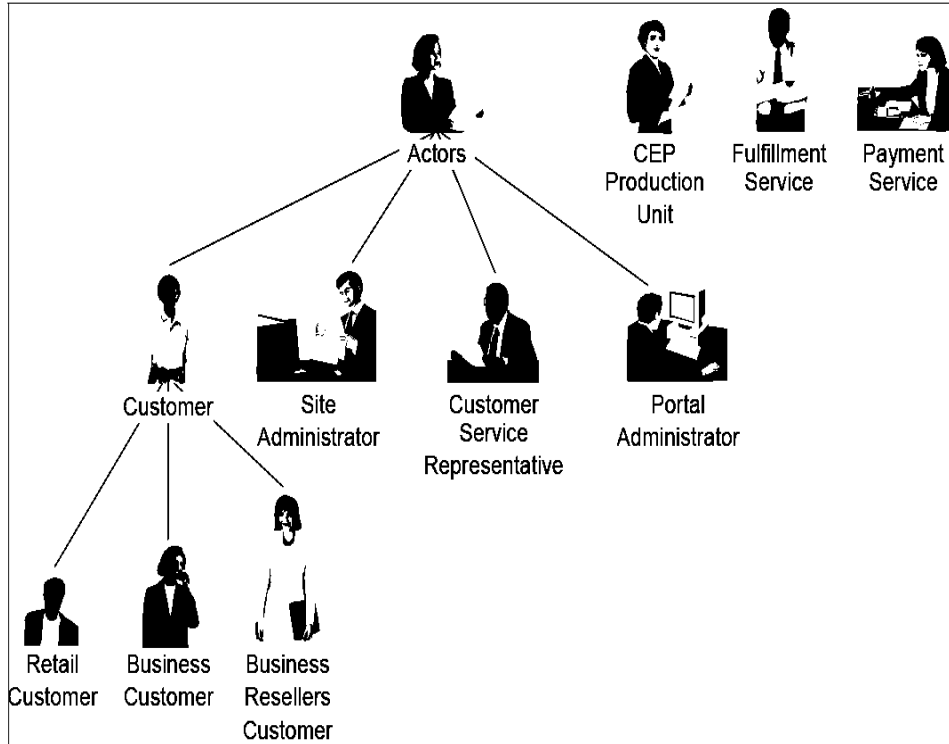 Actors
CEP
Production
Unit
Fulfillment
Service
Payment
Service
Customer
Site
Administrator
Customer
Service
Representative
Portal
Administrator
Retail
Customer
Business
Customer
Business
Resellers
Customer